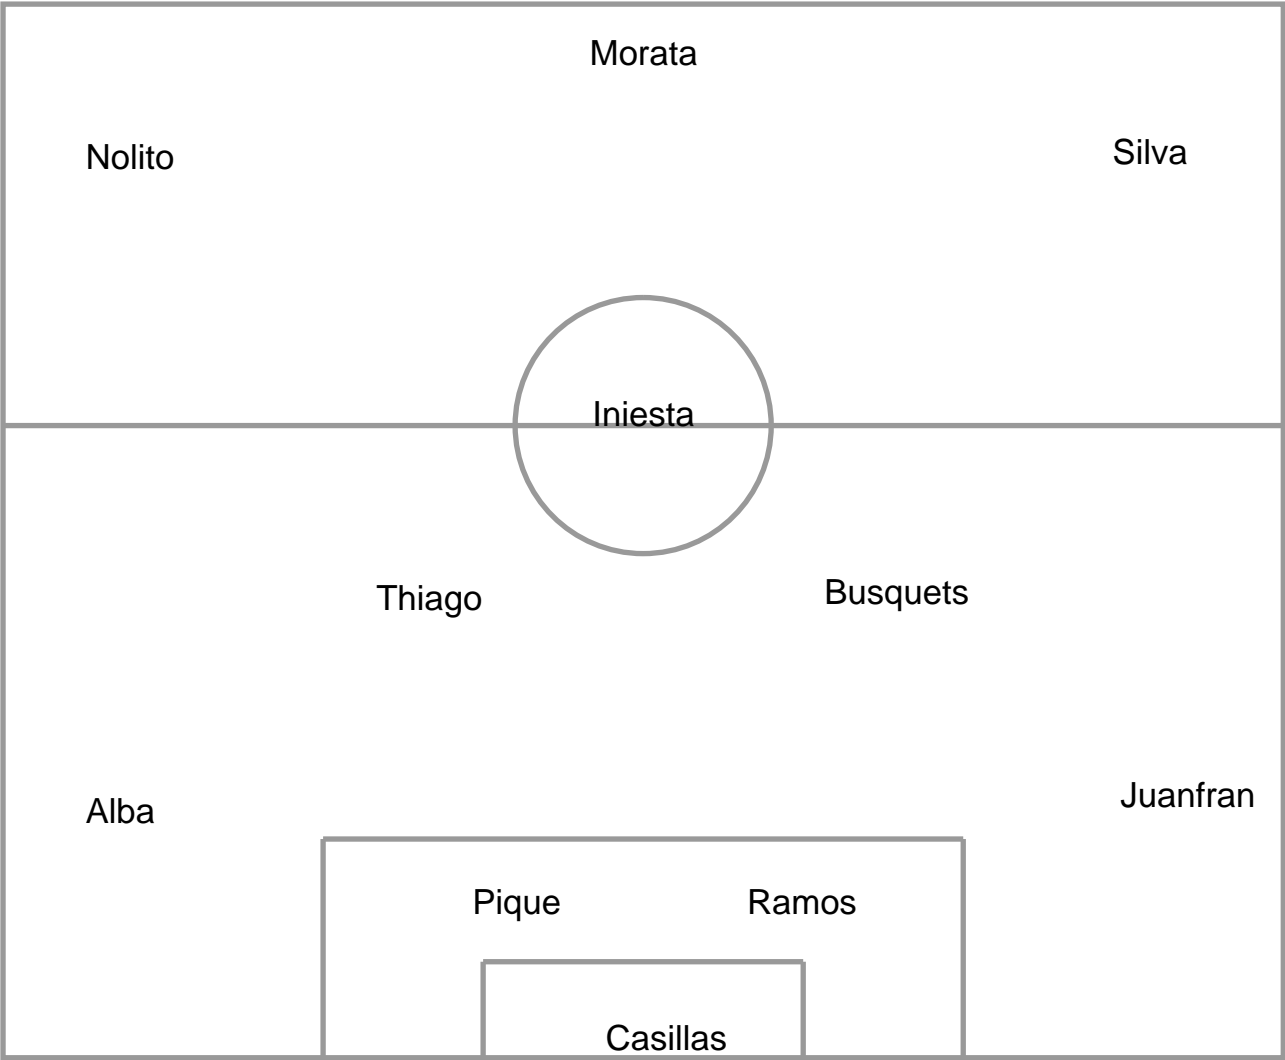 Morata
Nolito
Silva
Iniesta
Thiago
Busquets
Alba
Juanfran
Pique
Ramos
Casillas